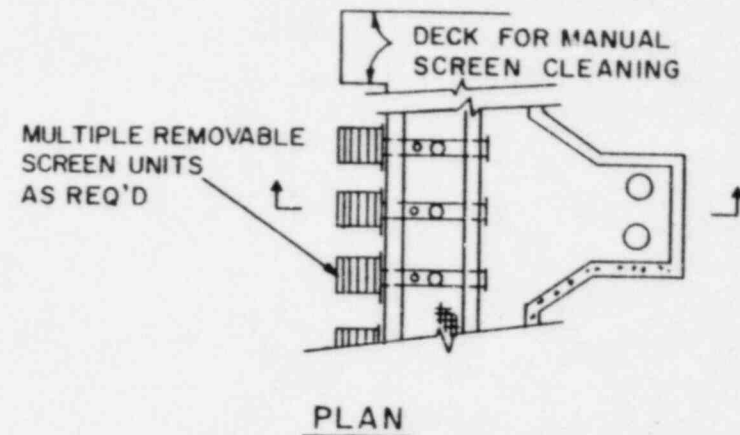 DECK FOR MANUAL
SCREEN CLEANING
MULTIPLE REMOVABLE
SCREEN UNITS
AS REQ'D
PLAN